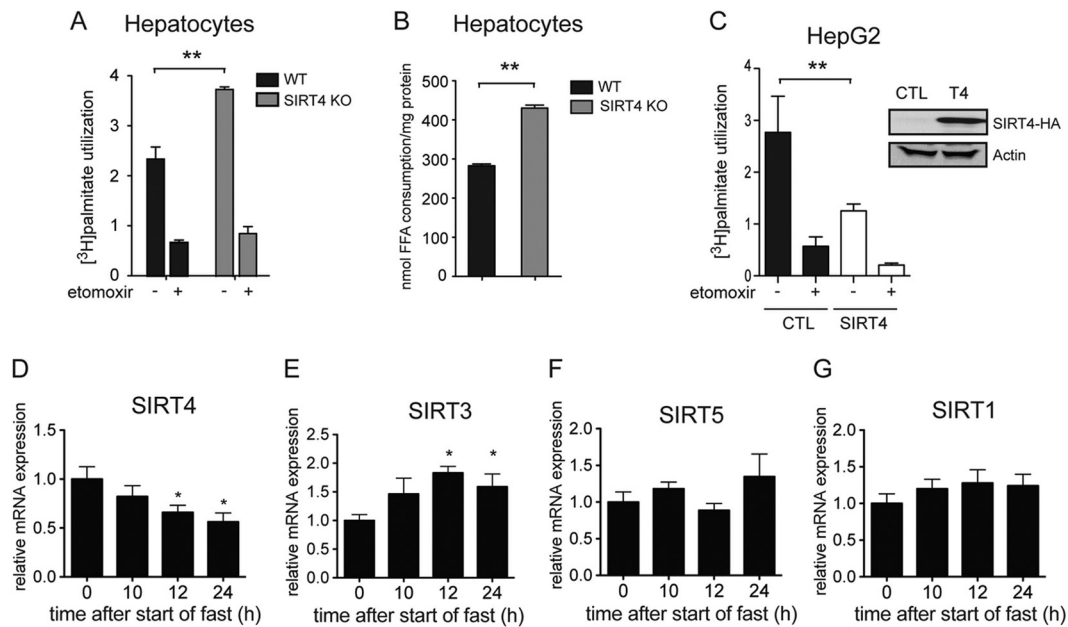 A
Hepatocytes
**
[³H]palmitate utilization
4
3
2
1
0
WT
SIRT4 KO
etomoxir - + - +
B
Hepatocytes
**
nmol FFA consumption/mg protein
500
400
300
200
100
0
WT
SIRT4 KO
C
HepG2
**
[³H]palmitate utilization
4
3
2
1
0
CTL T4
SIRT4-HA
Actin
etomoxir - + - +
CTL SIRT4
D
SIRT4
relative mRNA expression
1.5
1.0
0.5
0.0
* *
0 10 12 24
time after start of fast (h)
E
SIRT3
relative mRNA expression
2.5
2.0
1.5
1.0
0.5
0.0
* *
0 10 12 24
time after start of fast (h)
F
SIRT5
relative mRNA expression
2.0
1.5
1.0
0.5
0.0
0 10 12 24
time after start of fast (h)
G
SIRT1
relative mRNA expression
2.0
1.5
1.0
0.5
0.0
0 10 12 24
time after start of fast (h)